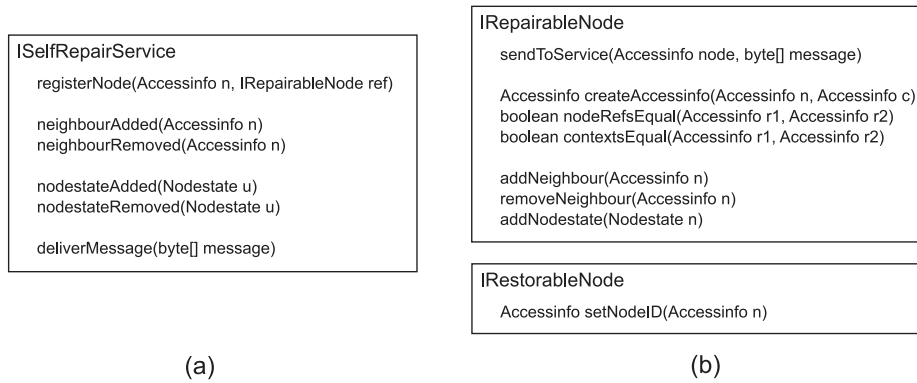 ISelfRepairService
registerNode(Accessinfo n, IRepairableNode ref)
neighbourAdded(Accessinfo n)
neighbourRemoved(Accessinfo n)
nodestateAdded(Nodestate u)
nodestateRemoved(Nodestate u)
deliverMessage(byte[] message)
(a)
IRepairableNode
sendToService(Accessinfo node, byte[] message)
Accessinfo createAccessinfo(Accessinfo n, Accessinfo c)
boolean nodeRefsEqual(Accessinfo r1, Accessinfo r2)
boolean contextsEqual(Accessinfo r1, Accessinfo r2)
addNeighbour(Accessinfo n)
removeNeighbour(Accessinfo n)
addNodestate(Nodestate n)
IRestorableNode
Accessinfo setNodeID(Accessinfo n)
(b)